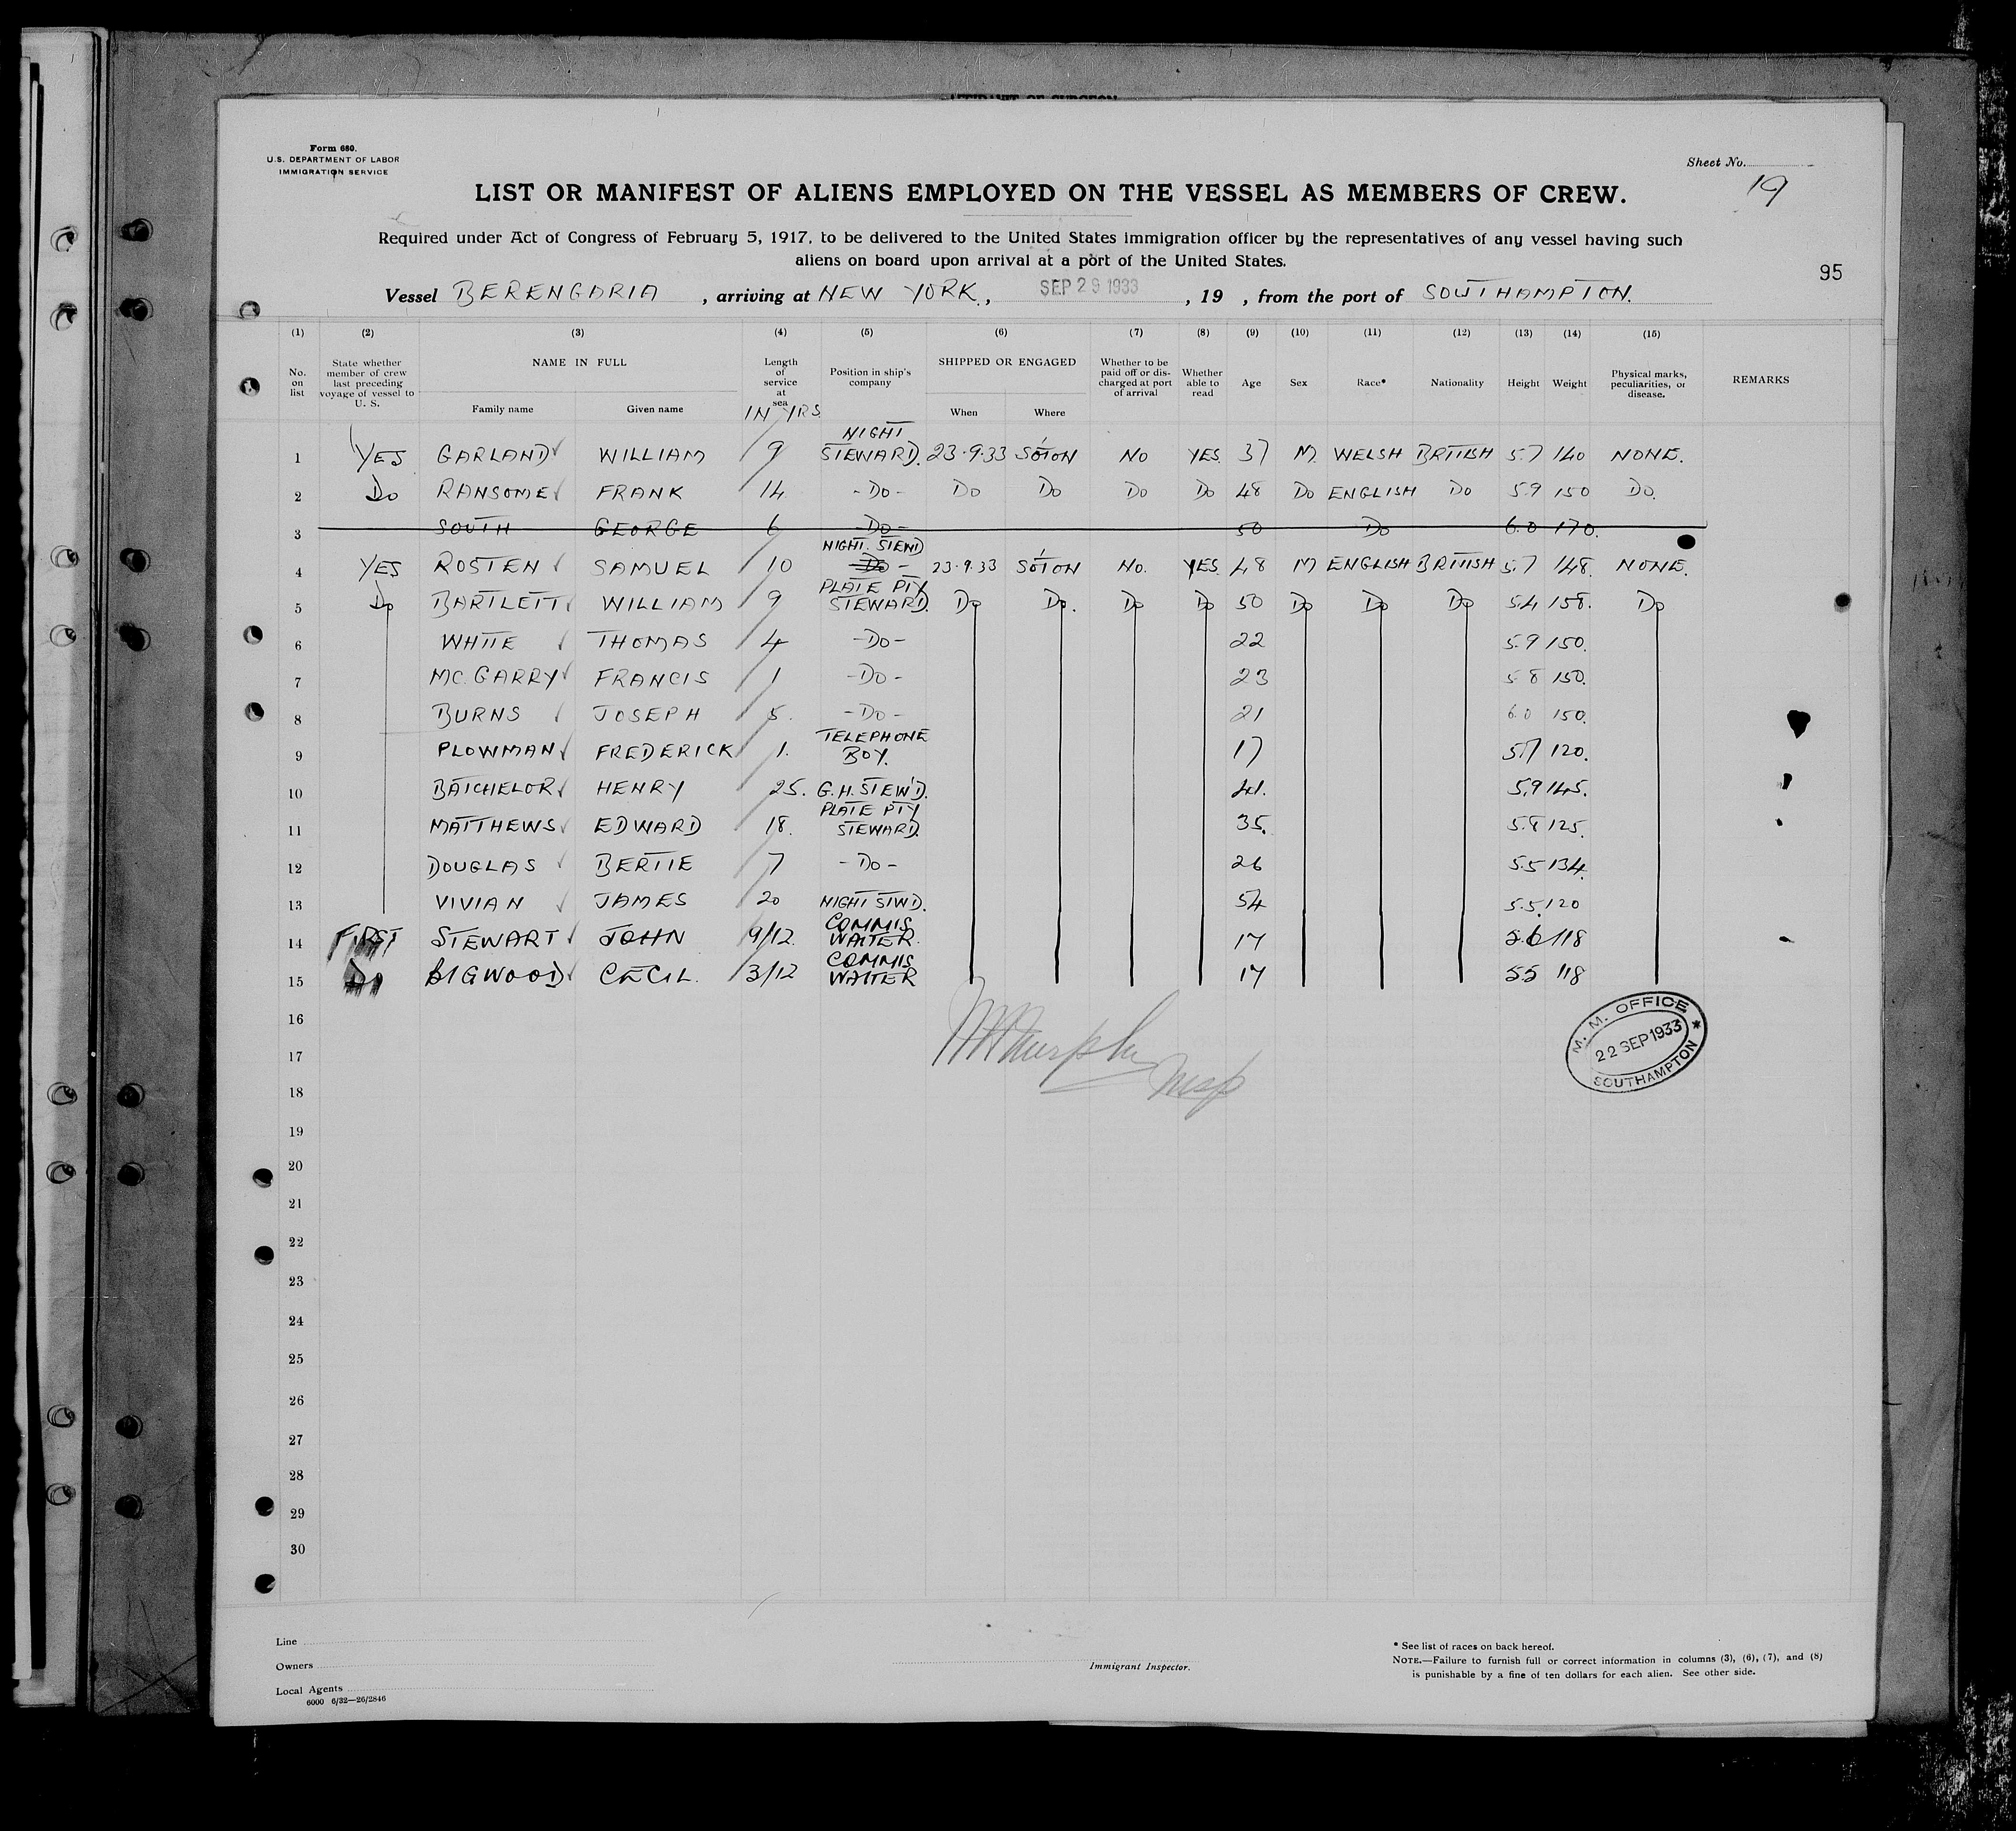 Form 680.
U.S. DEPARTMENT OF LABOR
IMMIGRATION SERVICE
Sheet No.
19
LIST OR MANIFEST OF ALIENS EMPLOYED ON THE VESSEL AS MEMBERS OF CREW.
Required under Act of Congress of February 5, 1917, to be delivered to the United States immigration officer by the representatives of any vessel having such
aliens on board upon arrival at a port of the United States.
95
Vessel BERENGARIA, arriving at NEW YORK., SEP 29 1933, 19 , from the port of SOUTHAMPTON.
(1) (2) (3) (4) (5) (6) (7) (8) (9) (10) (11) (12) (13) (14) (15)
No. on list
State whether member of crew last preceding voyage of vessel to U. S.
NAME IN FULL
Family name
Given name
Length of service at sea
IN YRS
Position in ship's company
SHIPPED OR ENGAGED
When
Where
Whether to be paid off or discharged at port of arrival
Whether able to read
Age
Sex
Race*
Nationality
Height
Weight
Physical marks, peculiarities, or disease.
REMARKS
1 YES GARLAND WILLIAM 9 NIGHT STEWARD. 23.9.33 S'OTON NO YES 37 M. WELSH BRITISH 5.7 140 NONE.
2 DO RANSOME FRANK 14 -DO- DO DO DO DO 48 DO ENGLISH DO 5.9 150 DO.
3 SOUTH GEORGE 6 -DO- 50 DO 6.0 170.
4 YES ROSTEN SAMUEL 10 NIGHT. STEWD DO - 23.9.33 S'OTON NO. YES. 48 M ENGLISH BRITISH 5.7 148. NONE.
5 DO BARTLETT WILLIAM 9 PLATE PTY STEWARD. DO DO. DO DO 50 DO DO DO 5.4 158. DO
6 WHITE THOMAS 4 -DO- 22 5.9 150.
7 MC.GARRY FRANCIS 1 -DO- 23 5 8 150.
8 BURNS JOSEPH 5. -DO- 21 6.0 150.
9 PLOWMAN FREDERICK 1. TELEPHONE BOY. 17 5.7 120.
10 BATCHELOR HENRY 25. G.H. STEW'D. 41. 5.9 145.
11 MATTHEWS EDWARD 18. PLATE PTY STEWARD. 35. 5.8 125.
12 DOUGLAS BERTIE 7 -DO- 26 5.5 134.
13 VIVIAN JAMES 20 NIGHT STWD. 54 5.5. 120
14 FIRST STEWART JOHN 9/12. COMMIS WAITER. 17 5.6 118
15 DO BIGWOOD CECIL. 3/12 COMMIS WAITER 17 5.5 118
16
17
18
19
20
21
22
23
24
25
26
27
28
29
30
M. M. OFFICE
22 SEP 1933
SOUTHAMPTON
Line
Owners
Local Agents
6000 6/32—26/2846
Immigrant Inspector.
* See list of races on back hereof.
NOTE.—Failure to furnish full or correct information in columns (3), (6), (7), and (8)
is punishable by a fine of ten dollars for each alien. See other side.